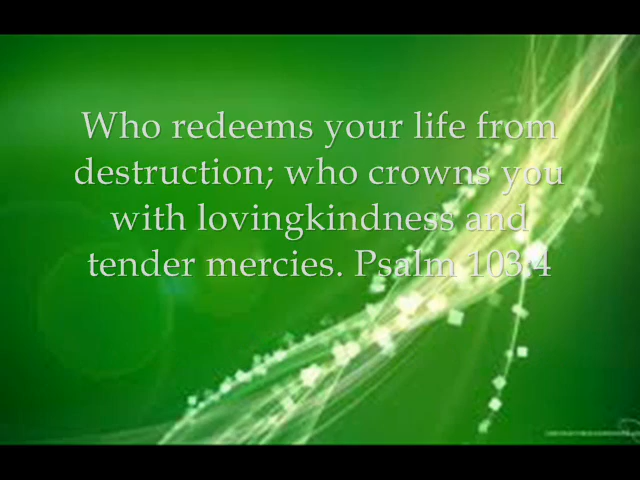 Who redeems your life from
destruction; who crowns you
with lovingkindness and
tender mercies. Psalm 103:4